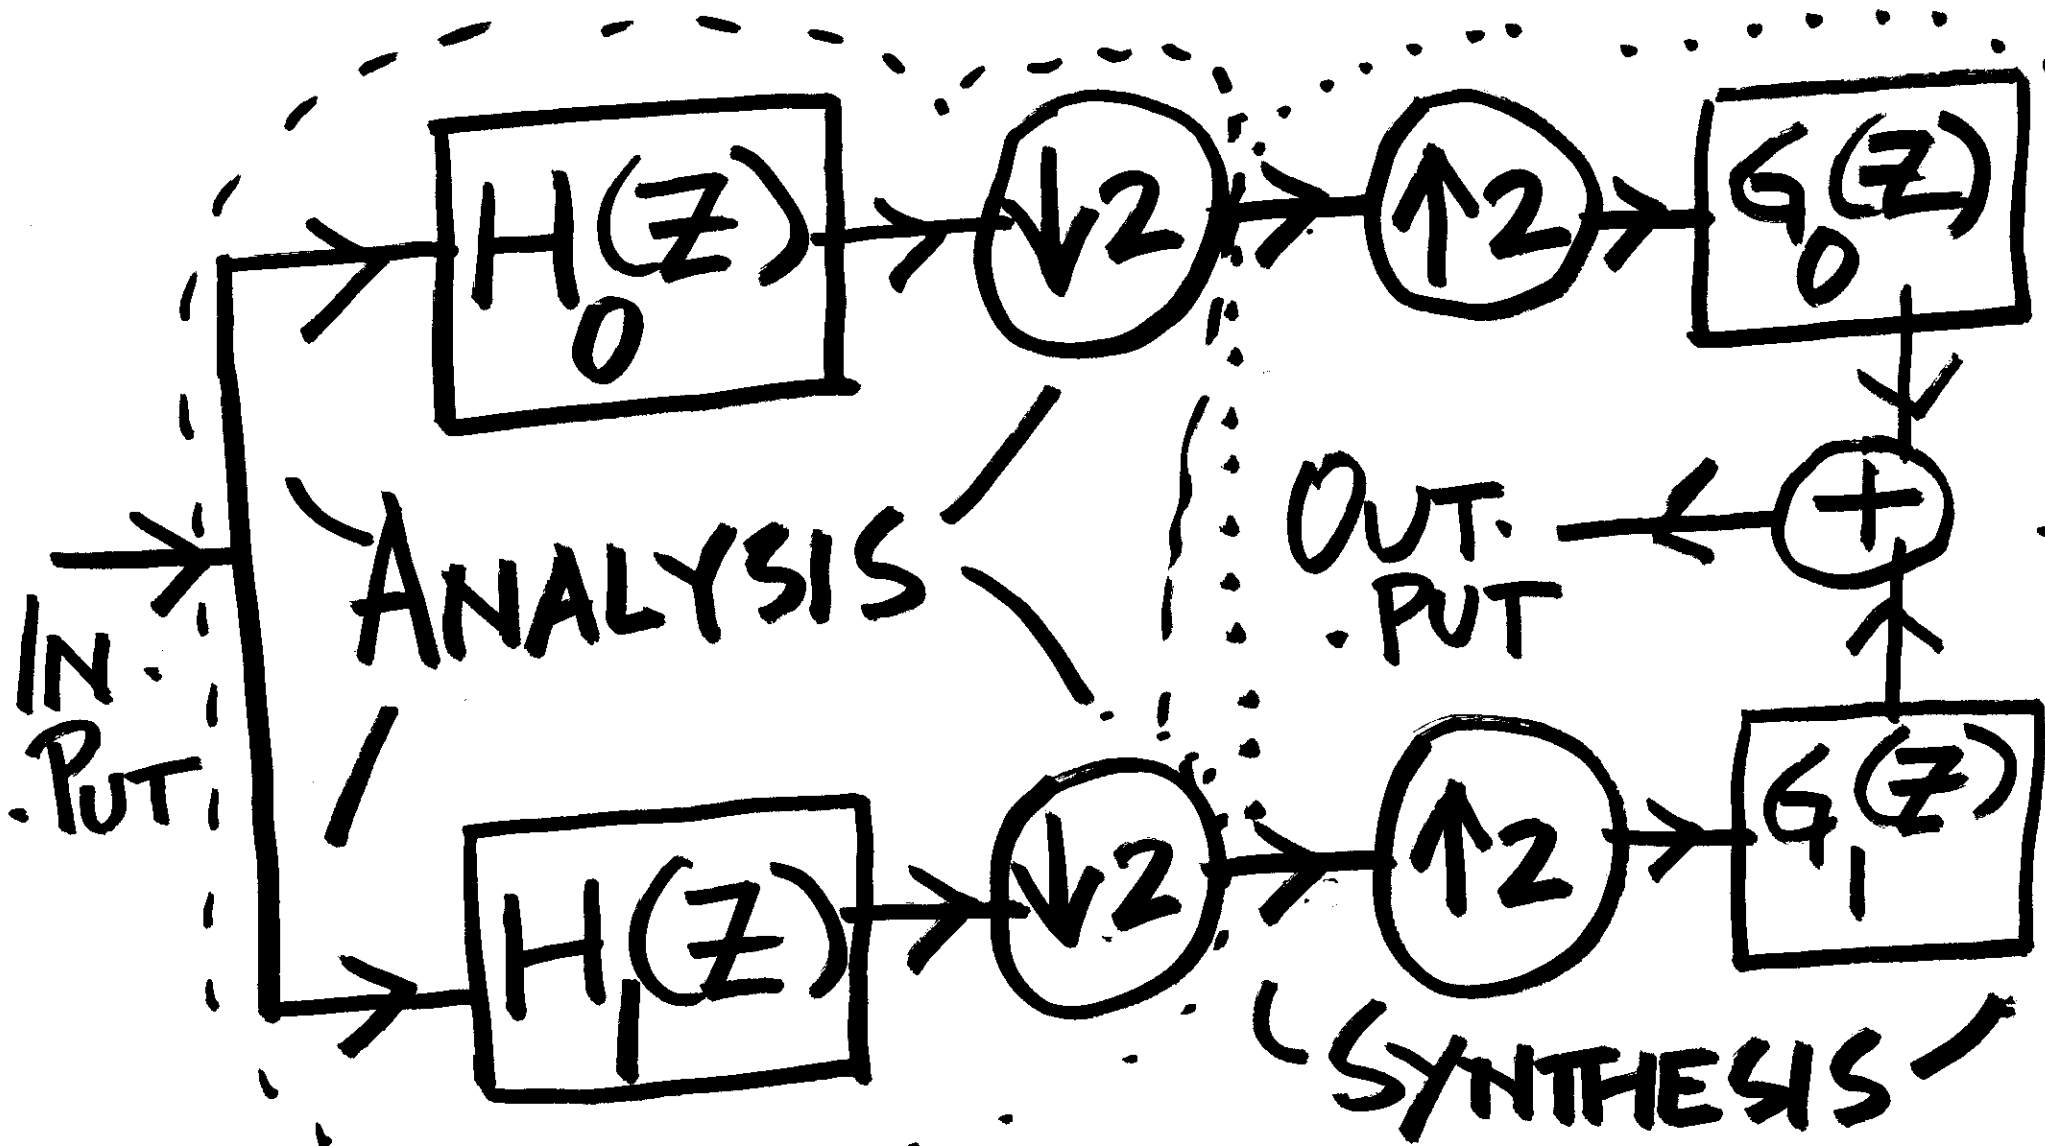 H0(Z)
↓2
↑2
G0(Z)
IN
PUT
ANALYSIS
OUT
PUT
+
H1(Z)
↓2
↑2
G1(Z)
SYNTHESIS